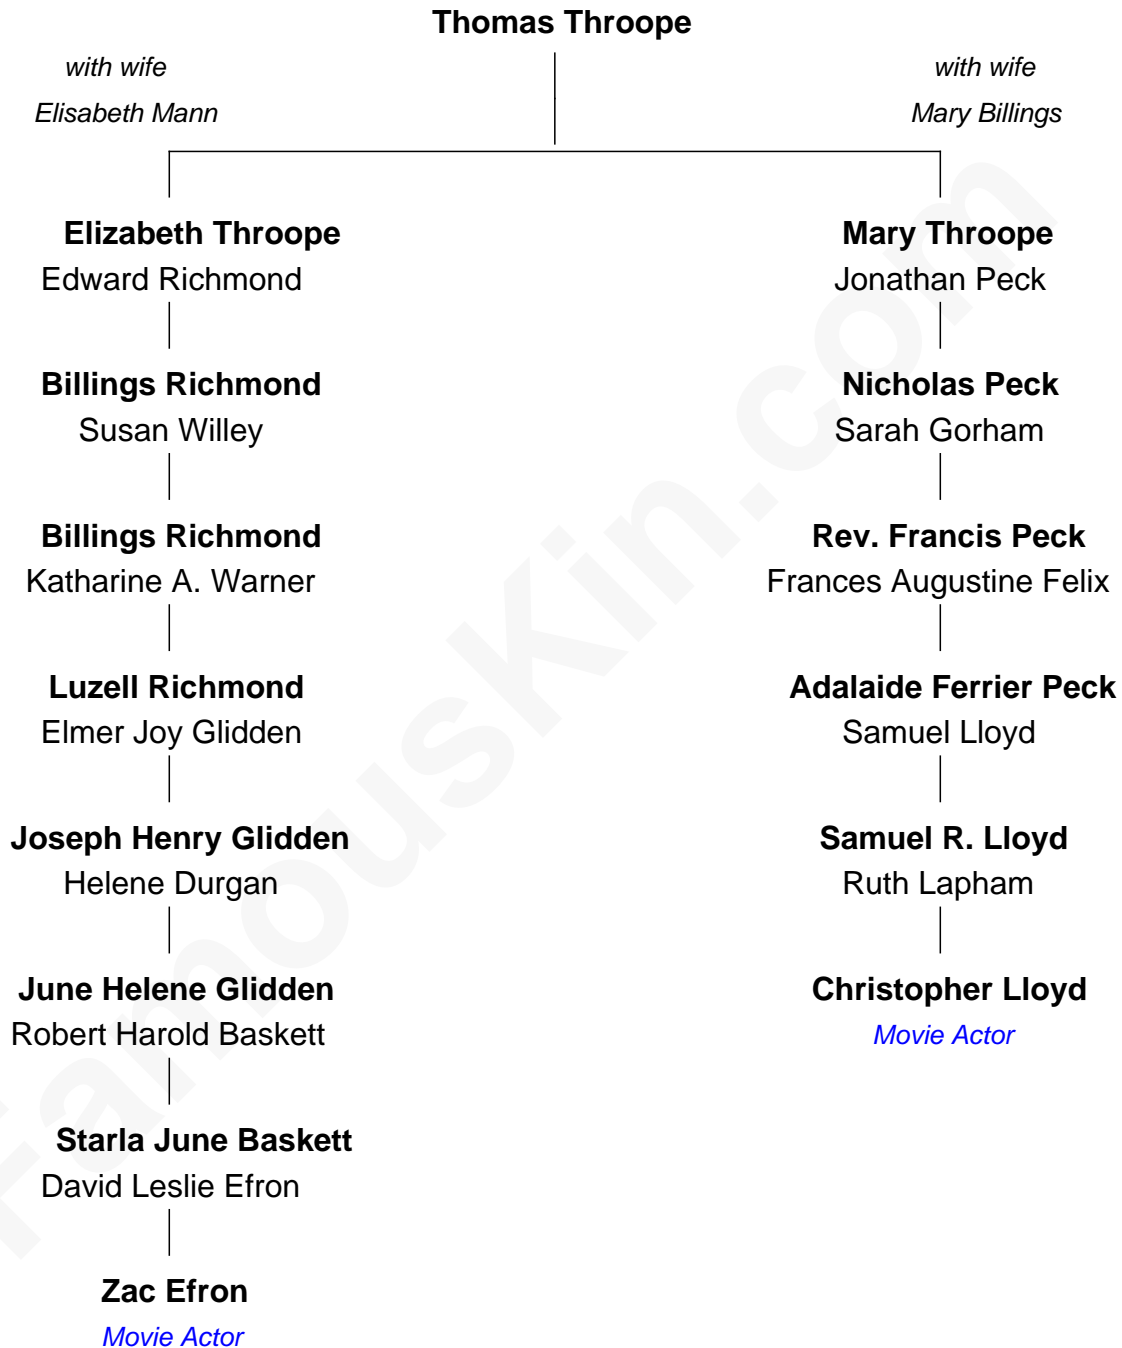 Thomas Throope
with wife
Elisabeth Mann
with wife
Mary Billings
Elizabeth Throope
Edward Richmond
Billings Richmond
Susan Willey
Billings Richmond
Katharine A. Warner
Luzell Richmond
Elmer Joy Glidden
Joseph Henry Glidden
Helene Durgan
June Helene Glidden
Robert Harold Baskett
Starla June Baskett
David Leslie Efron
Zac Efron
Movie Actor
Mary Throope
Jonathan Peck
Nicholas Peck
Sarah Gorham
Rev. Francis Peck
Frances Augustine Felix
Adalaide Ferrier Peck
Samuel Lloyd
Samuel R. Lloyd
Ruth Lapham
Christopher Lloyd
Movie Actor
FamousKin.com